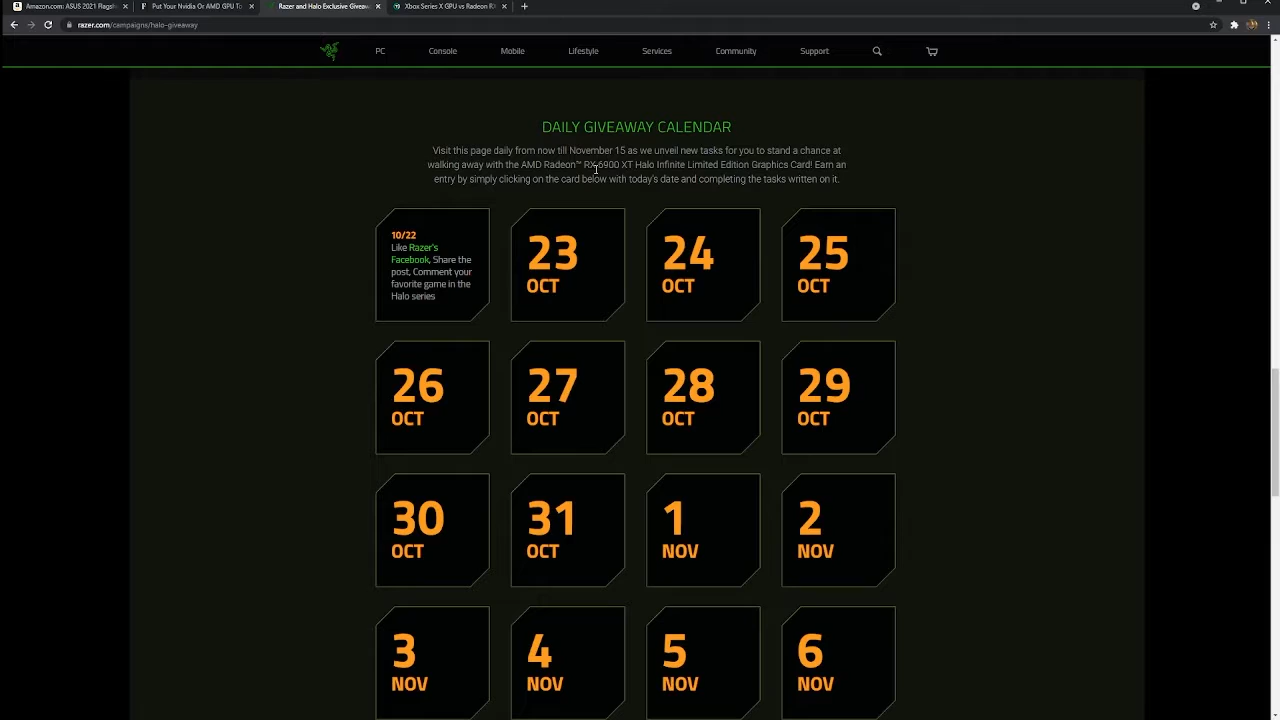 Amazon.com: ASUS 2021 Flagsh
Put Your Nvidia Or AMD GPU To
Razer and Halo Exclusive Giveaw
Xbox Series X GPU vs Radeon RX
razer.com/campaigns/halo-giveaway
PC
Console
Mobile
Lifestyle
Services
Community
Support
DAILY GIVEAWAY CALENDAR
Visit this page daily from now till November 15 as we unveil new tasks for you to stand a chance at
walking away with the AMD Radeon™ RX 6900 XT Halo Infinite Limited Edition Graphics Card! Earn an
entry by simply clicking on the card below with today's date and completing the tasks written on it.
10/22
Like Razer's
Facebook, Share the
post, Comment your
favorite game in the
Halo series
23
OCT
24
OCT
25
OCT
26
OCT
27
OCT
28
OCT
29
OCT
30
OCT
31
OCT
1
NOV
2
NOV
3
NOV
4
NOV
5
NOV
6
NOV